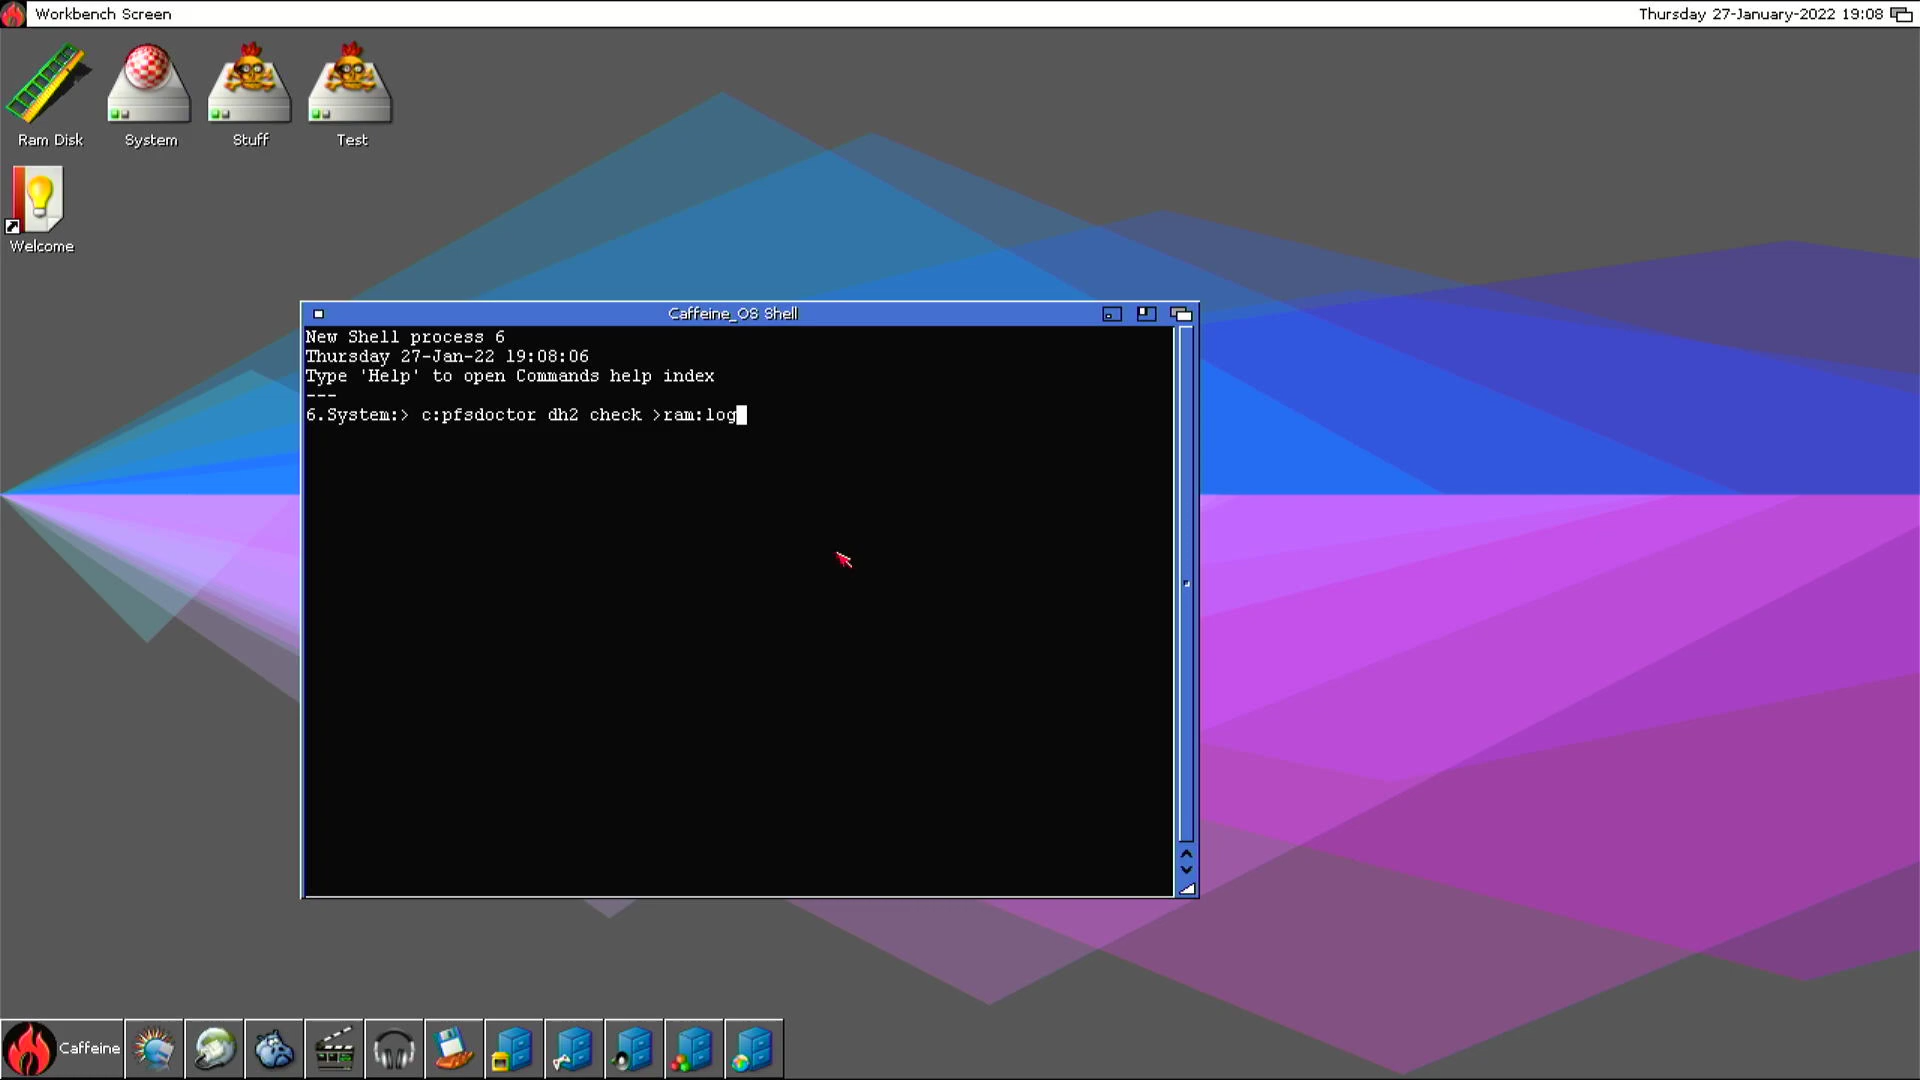 Workbench Screen
Thursday 27-January-2022 19:08
Ram Disk
System
Stuff
Test
Welcome
Caffeine_OS Shell
New Shell process 6
Thursday 27-Jan-22 19:08:06
Type 'Help' to open Commands help index
---
6.System:> c:pfsdoctor dh2 check >ram:log
Caffeine